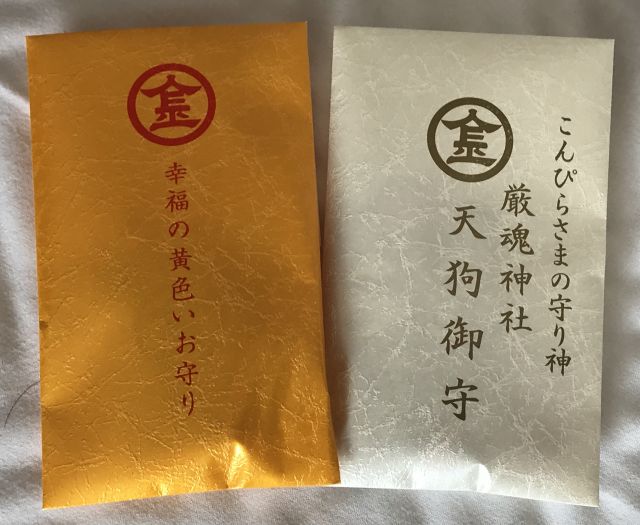 金
幸福の黄色いお守り
金
こんぴらさまの守り神
厳魂神社
天狗御守